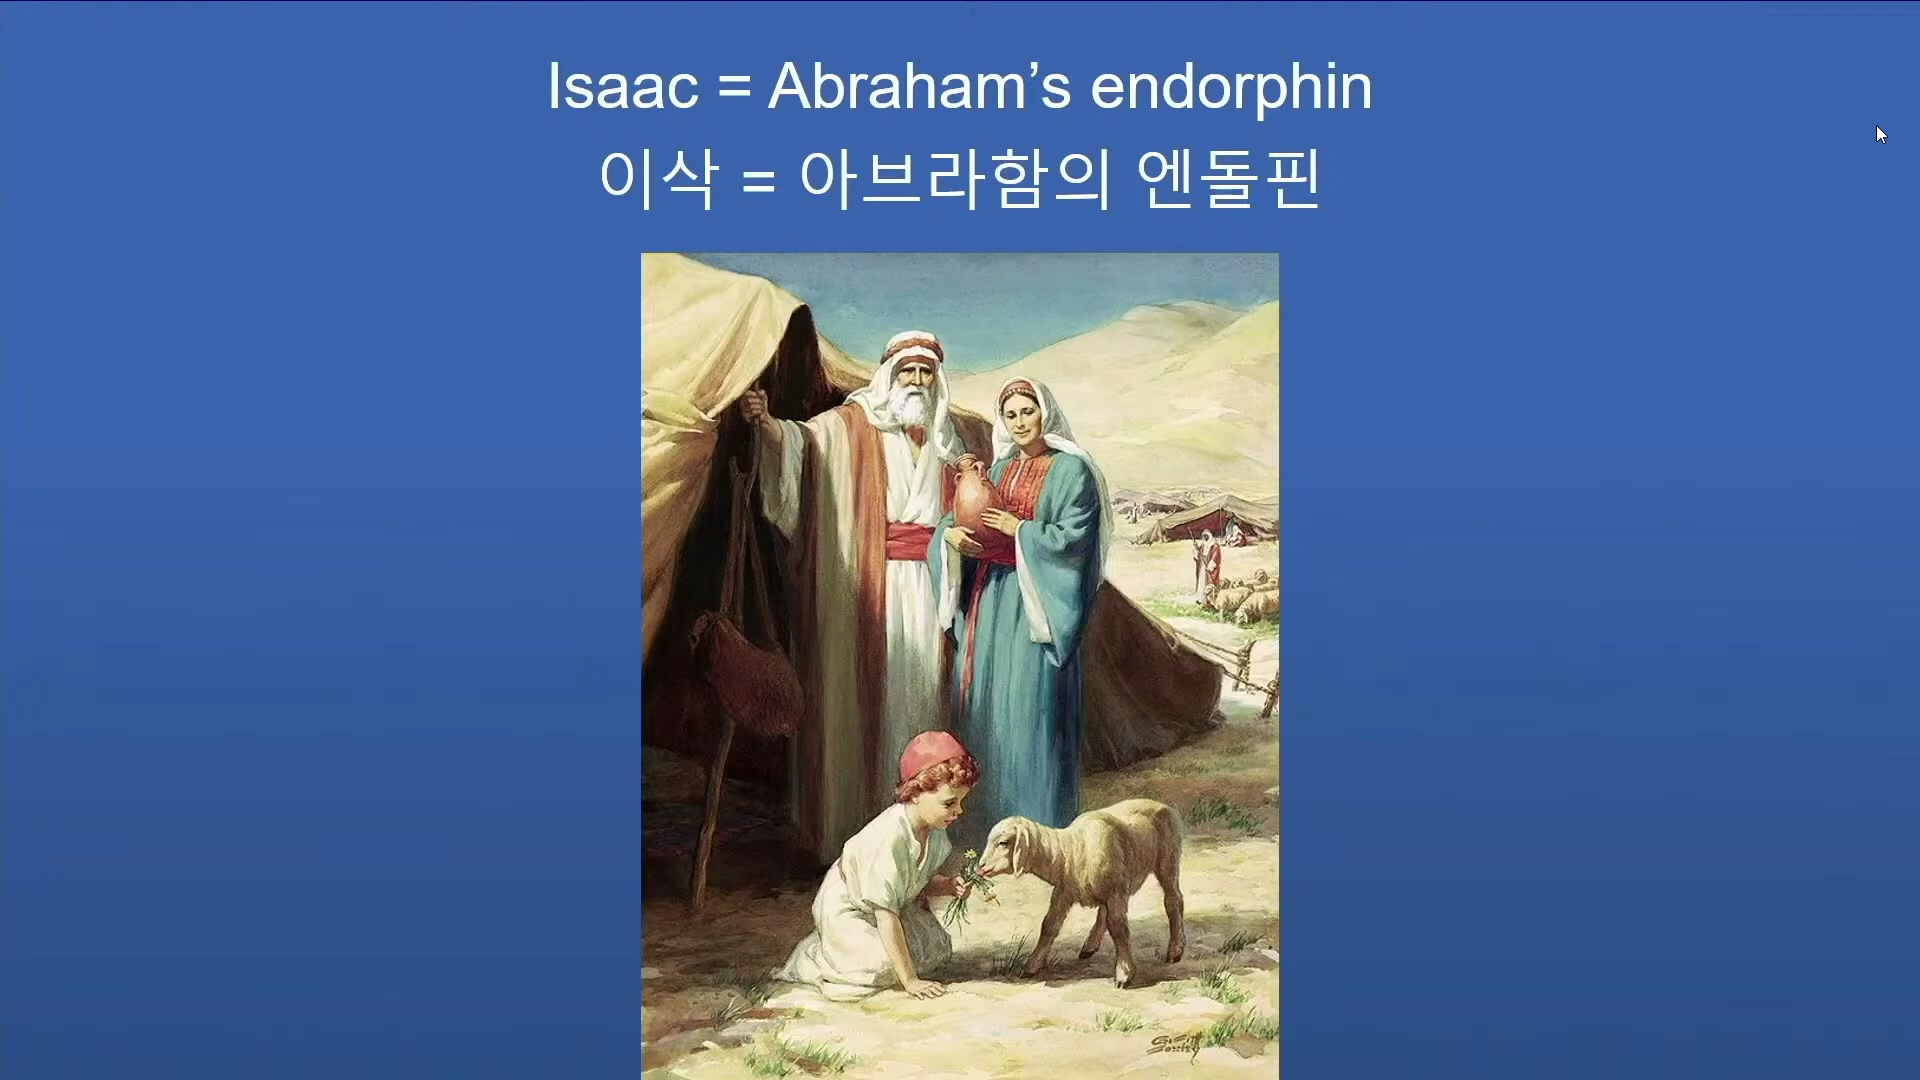 Isaac = Abraham’s endorphin
이삭 = 아브라함의 엔돌핀